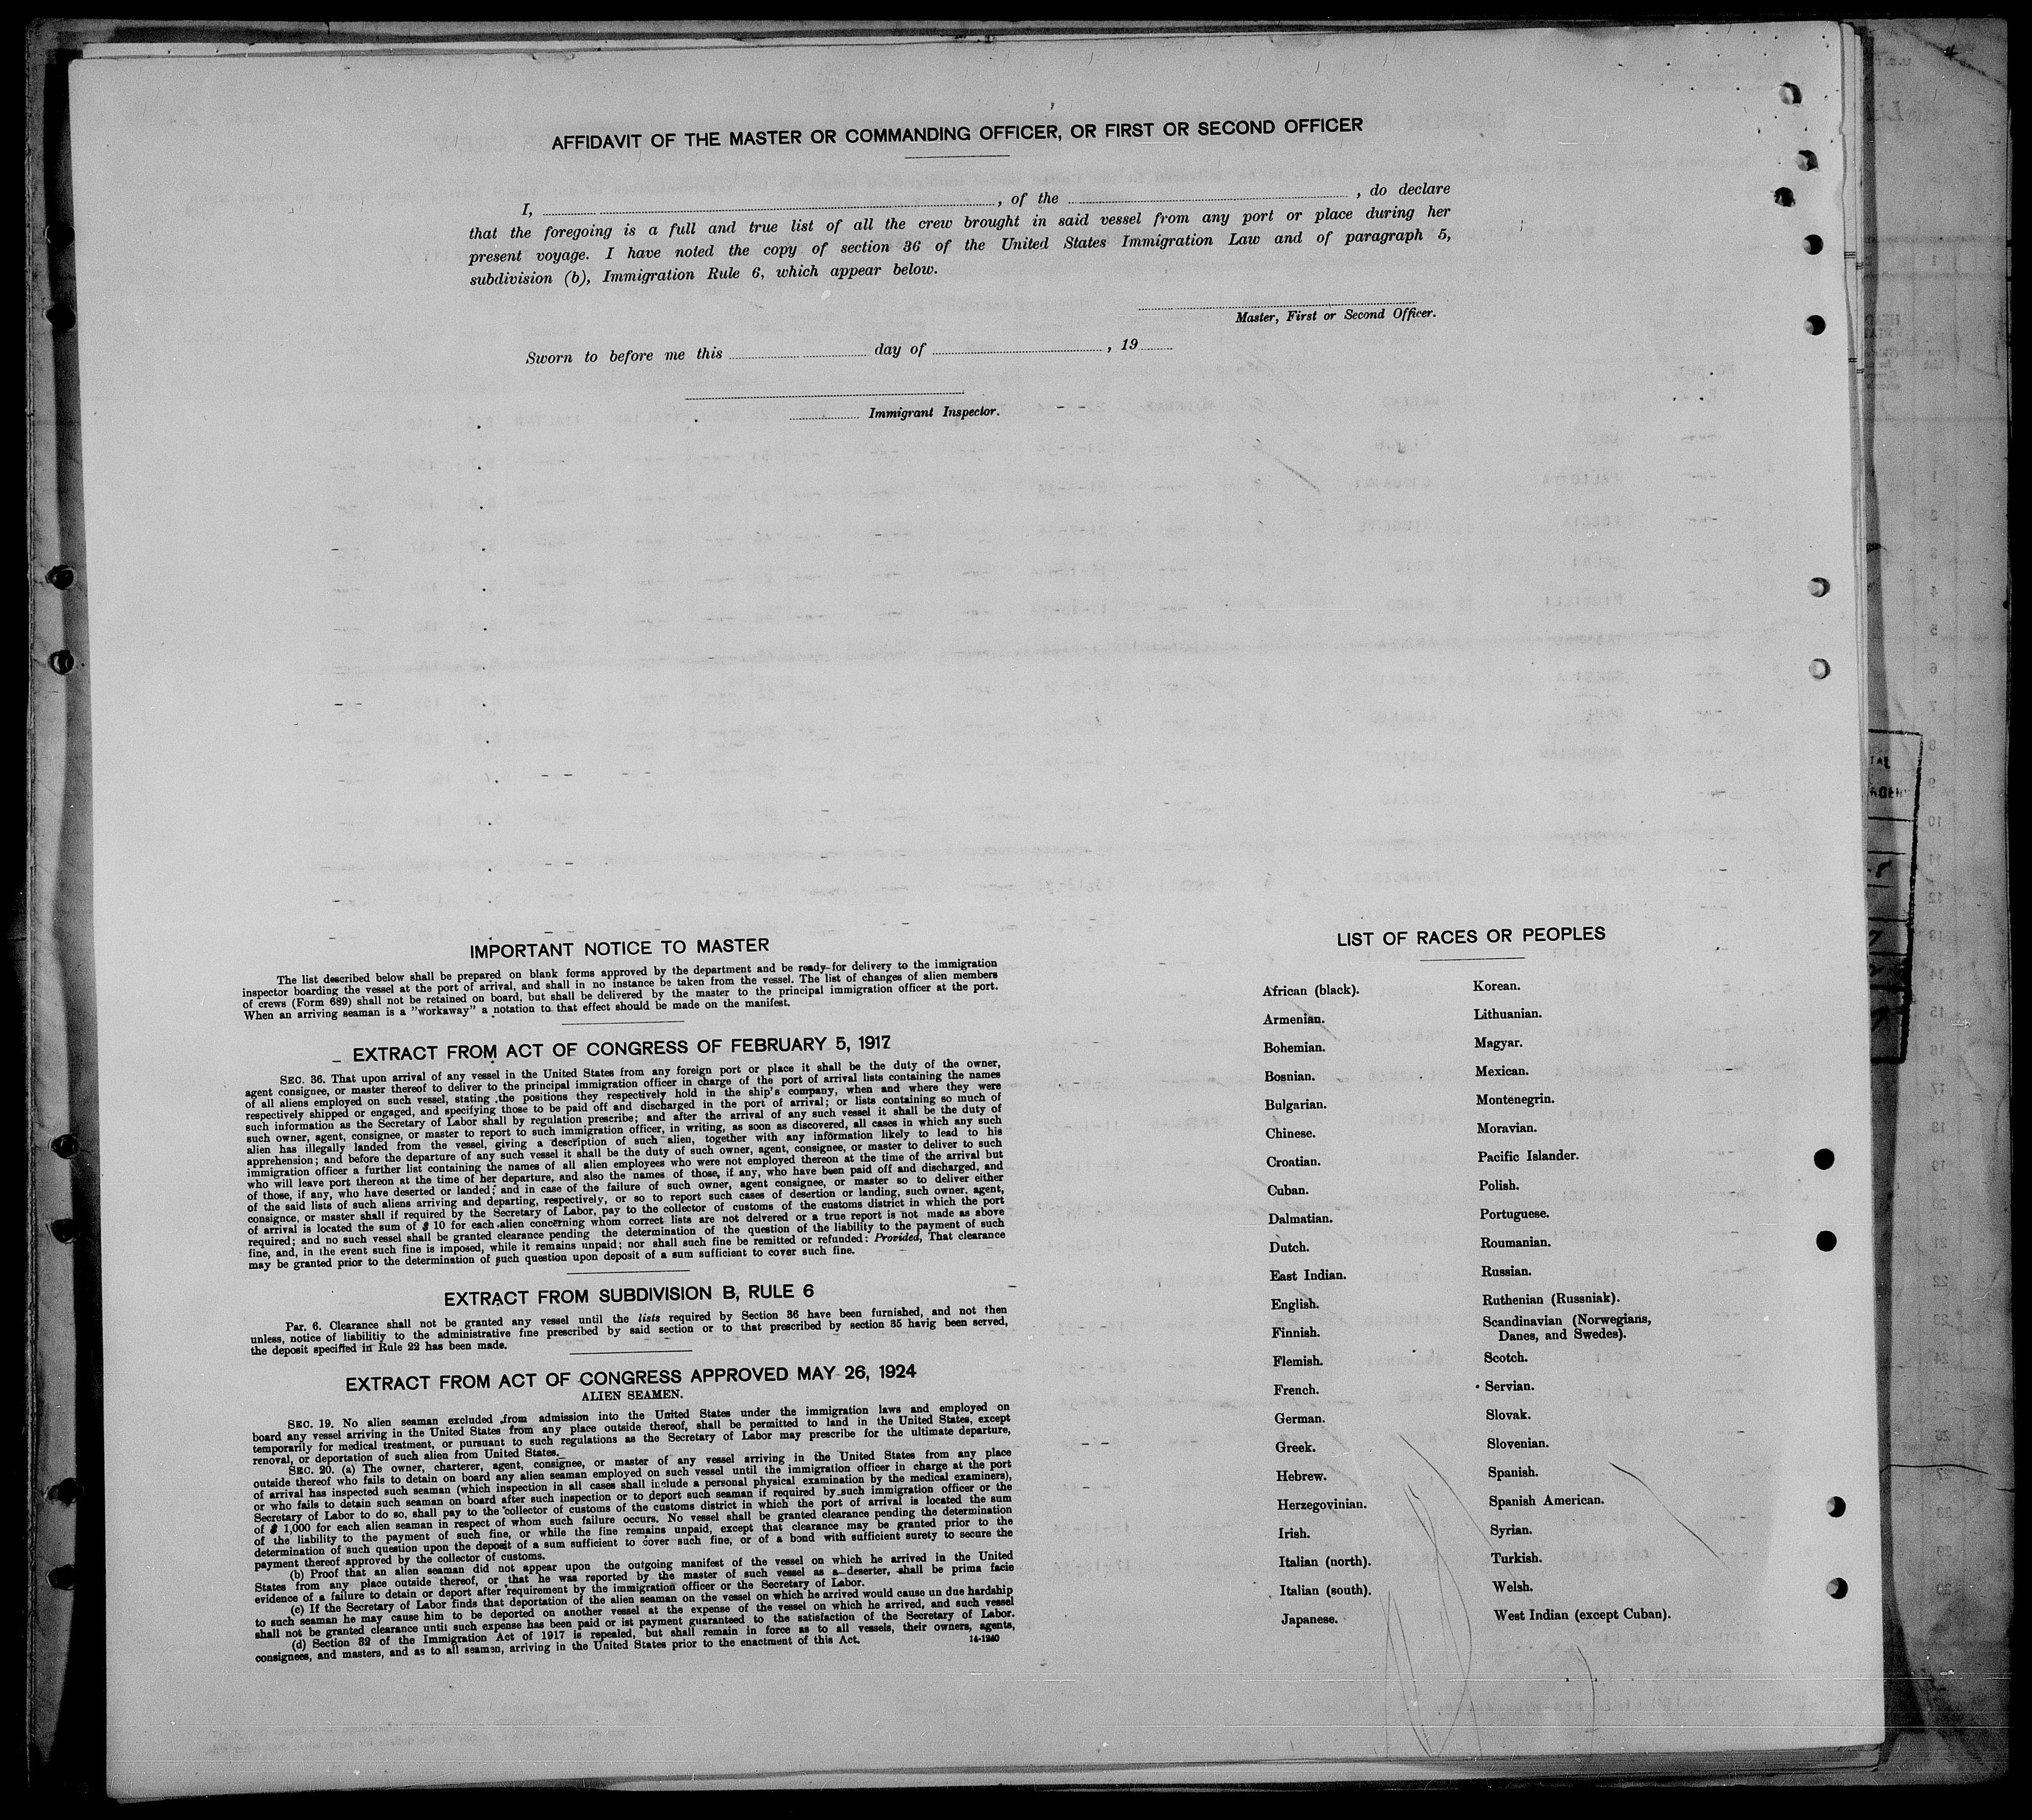 AFFIDAVIT OF THE MASTER OR COMMANDING OFFICER, OR FIRST OR SECOND OFFICER
I, , of the , do declare
that the foregoing is a full and true list of all the crew brought in said vessel from any port or place during her
present voyage. I have noted the copy of section 36 of the United States Immigration Law and of paragraph 5,
subdivision (b), Immigration Rule 6, which appear below.
Master, First or Second Officer.
Sworn to before me this day of , 19
Immigrant Inspector.
IMPORTANT NOTICE TO MASTER
The list described below shall be prepared on blank forms approved by the department and be ready for delivery to the immigration
inspector boarding the vessel at the port of arrival, and shall in no instance be taken from the vessel. The list of changes of alien members
of crews (Form 689) shall not be retained on board, but shall be delivered by the master to the principal immigration officer at the port.
When an arriving seaman is a "workaway" a notation to that effect should be made on the manifest.
EXTRACT FROM ACT OF CONGRESS OF FEBRUARY 5, 1917
SEC. 36. That upon arrival of any vessel in the United States from any foreign port or place it shall be the duty of the owner,
agent consignee, or master thereof to deliver to the principal immigration officer in charge of the port of arrival lists containing the names
of all aliens employed on such vessel, stating the positions they respectively hold in the ship's company, when and where they were
respectively shipped or engaged, and specifying those to be paid off and discharged in the port of arrival; or lists containing so much of
such information as the Secretary of Labor shall by regulation prescribe; and after the arrival of any such vessel it shall be the duty of
such owner, agent, consignee, or master to report to such immigration officer, in writing, as soon as discovered, all cases in which any such
alien has illegally landed from the vessel, giving a description of such alien, together with any information likely to lead to his
apprehension; and before the departure of any such vessel it shall be the duty of such owner, agent, consignee, or master to deliver to such
immigration officer a further list containing the names of all alien employees who were not employed thereon at the time of the arrival but
who will leave port thereon at the time of her departure, and also the names of those, if any, who have been paid off and discharged, and
of those, if any, who have deserted or landed; and in case of the failure of such owner, agent consignee, or master so to deliver either
of the said lists of such aliens arriving and departing, respectively, or so to report such cases of desertion or landing, such owner, agent,
consignee, or master shall if required by the Secretary of Labor, pay to the collector of customs of the customs district in which the port
of arrival is located the sum of $ 10 for each alien concerning whom correct lists are not delvered or a true report is not made as above
required; and no such vessel shall be granted clearance pending the determination of the question of the liability to the payment of such
fine, and, in the event such fine is imposed, while it remains unpaid; nor shall such fine be remitted or refunded: Provided, That clearance
may be granted prior to the determination of such question upon deposit of a sum sufficient to cover such fine.
EXTRACT FROM SUBDIVISION B, RULE 6
Par. 6. Clearance shall not be granted any vessel until the lists required by Section 36 have been furnished, and not then
unless, notice of liabilitiy to the administrative fine prescribed by said section or to that prescribed by section 35 havig been served,
the deposit specified in Rule 22 has been made.
EXTRACT FROM ACT OF CONGRESS APPROVED MAY 26, 1924
ALIEN SEAMEN.
SEC. 19. No alien seaman excluded from admission into the United States under the immigration laws and employed on
board any vessel arriving in the United States from any place outside thereof, shall be permitted to land in the United States, except
temporarily for medical treatment, or pursuant to such regulations as the Secretary of Labor may prescribe for the ultimate departure,
removal, or deportation of such alien from United States.
SEC. 20. (a) The owner, charterer, agent, consignee, or master of any vessel arriving in the United States from any place
outside thereof who fails to detain on board any alien seaman employed on such vessel until the immigration officer in charge at the port
of arrival has inspected such seaman (which inspection in all cases shall include a personal physical examination by the medical examiners),
or who fails to detain such seaman on board after such inspection or to deport such seaman if required by such immigration officer or the
Secretary of Labor to do so, shall pay to the collector of customs of the customs district in which the port of arrival is located the sum
of $ 1,000 for each alien seaman in respect of whom such failure occurs. No vessel shall be granted clearance pending the determination
of the liability to the payment of such fine, or while the fine remains unpaid, except that clearance may be granted prior to the
determination of such question upon the deposit of a sum sufficient to cover such fine, or of a bond with sufficient surety to secure the
payment thereof approved by the collector of customs.
(b) Proof that an alien seaman did not appear upon the outgoing manifest of the vessel on which he arrived in the United
States from any place outside thereof, or that he was reported by the master of such vessel as a deserter, shall be prima facie
evidence of a failure to detain or deport after requirement by the immigration officer or the Secretary of Labor.
(c) If the Secretary of Labor finds that deportation of the alien seaman on the vessel on which he arrived would cause un due hardship
to such seaman he may cause him to be deported on another vessel at the expense of the vessel on which he arrived, and such vessel
shall not be granted clearance until such expense has been paid or ist payment guaranteed to the satisfaction of the Secretary of Labor.
(d) Section 32 of the Immigration Act of 1917 is repealed, but shall remain in force as to all vessels, their owners, agents,
consignees, and masters, and as to all seamen, arriving in the United States prior to the enactment of this Act.
14-1240
LIST OF RACES OR PEOPLES
African (black).
Armenian.
Bohemian.
Bosnian.
Bulgarian.
Chinese.
Croatian.
Cuban.
Dalmatian.
Dutch.
East Indian.
English.
Finnish.
Flemish.
French.
German.
Greek.
Hebrew.
Herzegovinian.
Irish.
Italian (north).
Italian (south).
Japanese.
Korean.
Lithuanian.
Magyar.
Mexican.
Montenegrin.
Moravian.
Pacific Islander.
Polish.
Portuguese.
Roumanian.
Russian.
Ruthenian (Russniak).
Scandinavian (Norwegians,
Danes, and Swedes).
Scotch.
Servian.
Slovak.
Slovenian.
Spanish.
Spanish American.
Syrian.
Turkish.
Welsh.
West Indian (except Cuban).